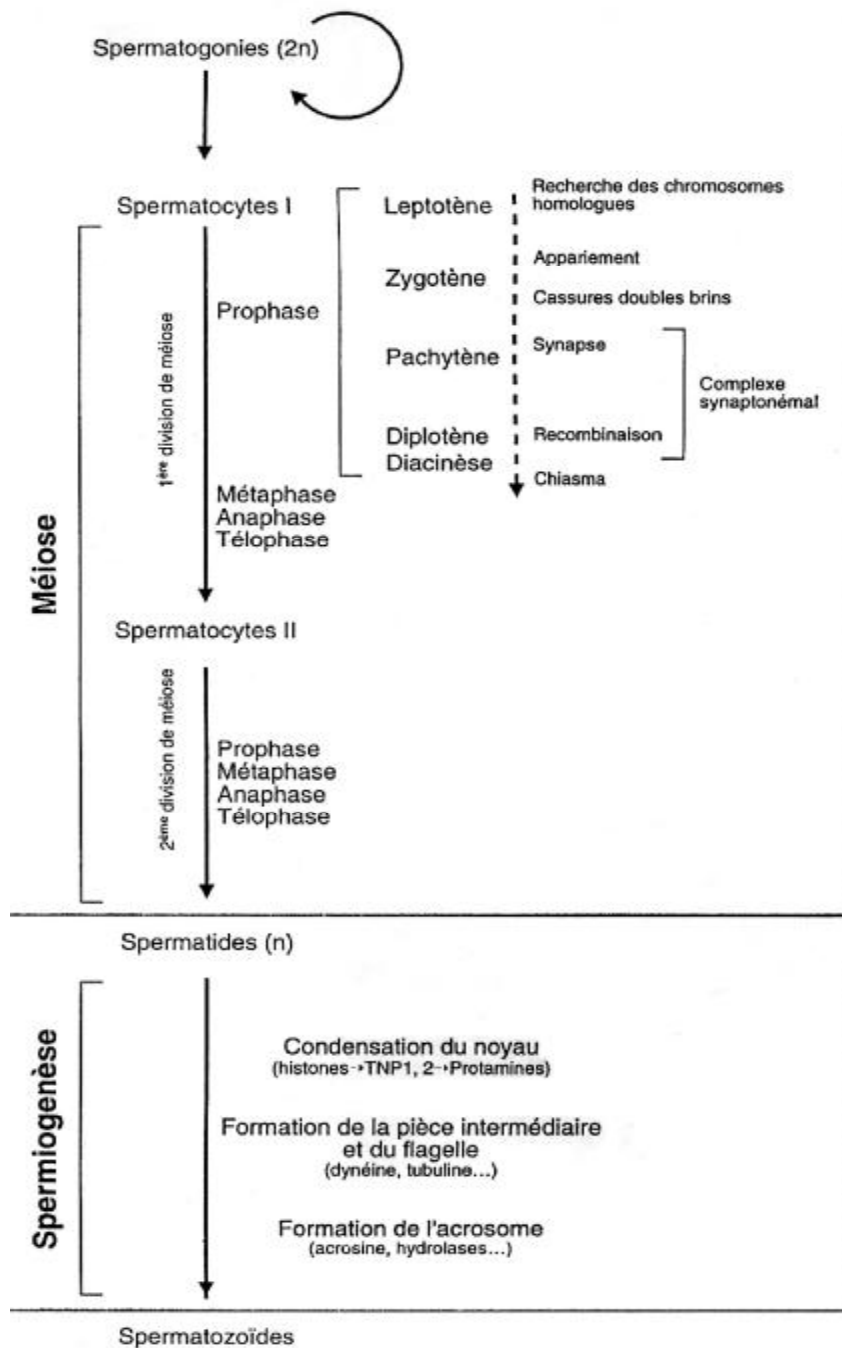 Spermatogonies (2n)
Spermatocytes I
Prophase
Leptotène
Zygotène
Pachytène
Diplotène
Diacinèse
Recherche des chromosomes
homologues
Appariement
Cassures doubles brins
Synapse
Recombinaison
Chiasma
Complexe
synaptonémal
1ère division de méiose
Métaphase
Anaphase
Télophase
Méiose
Spermatocytes II
2ème division de méiose
Prophase
Métaphase
Anaphase
Télophase
Spermatides (n)
Spermiogenèse
Condensation du noyau
(histones→TNP1, 2→Protamines)
Formation de la pièce intermédiaire
et du flagelle
(dynéine, tubuline...)
Formation de l'acrosome
(acrosine, hydrolases...)
Spermatozoïdes